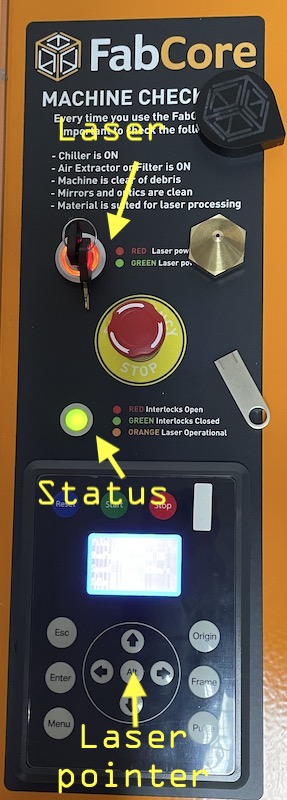 FabCore
MACHINE CHECK
Every time you use the FabC
important to check the follo
Laser
- Chiller is ON
- Air Extractor or Filter is ON
- Machine is clear of debris
- Mirrors and optics are clean
- Material is suited for laser processing
RED Laser pow
GREEN Laser po
STOP
RED Interlocks Open
GREEN Interlocks Closed
ORANGE Laser Operational
Status
Reset
Start
Stop
Esc
Origin
Alt
Enter
Frame
Menu
Laser
pointer